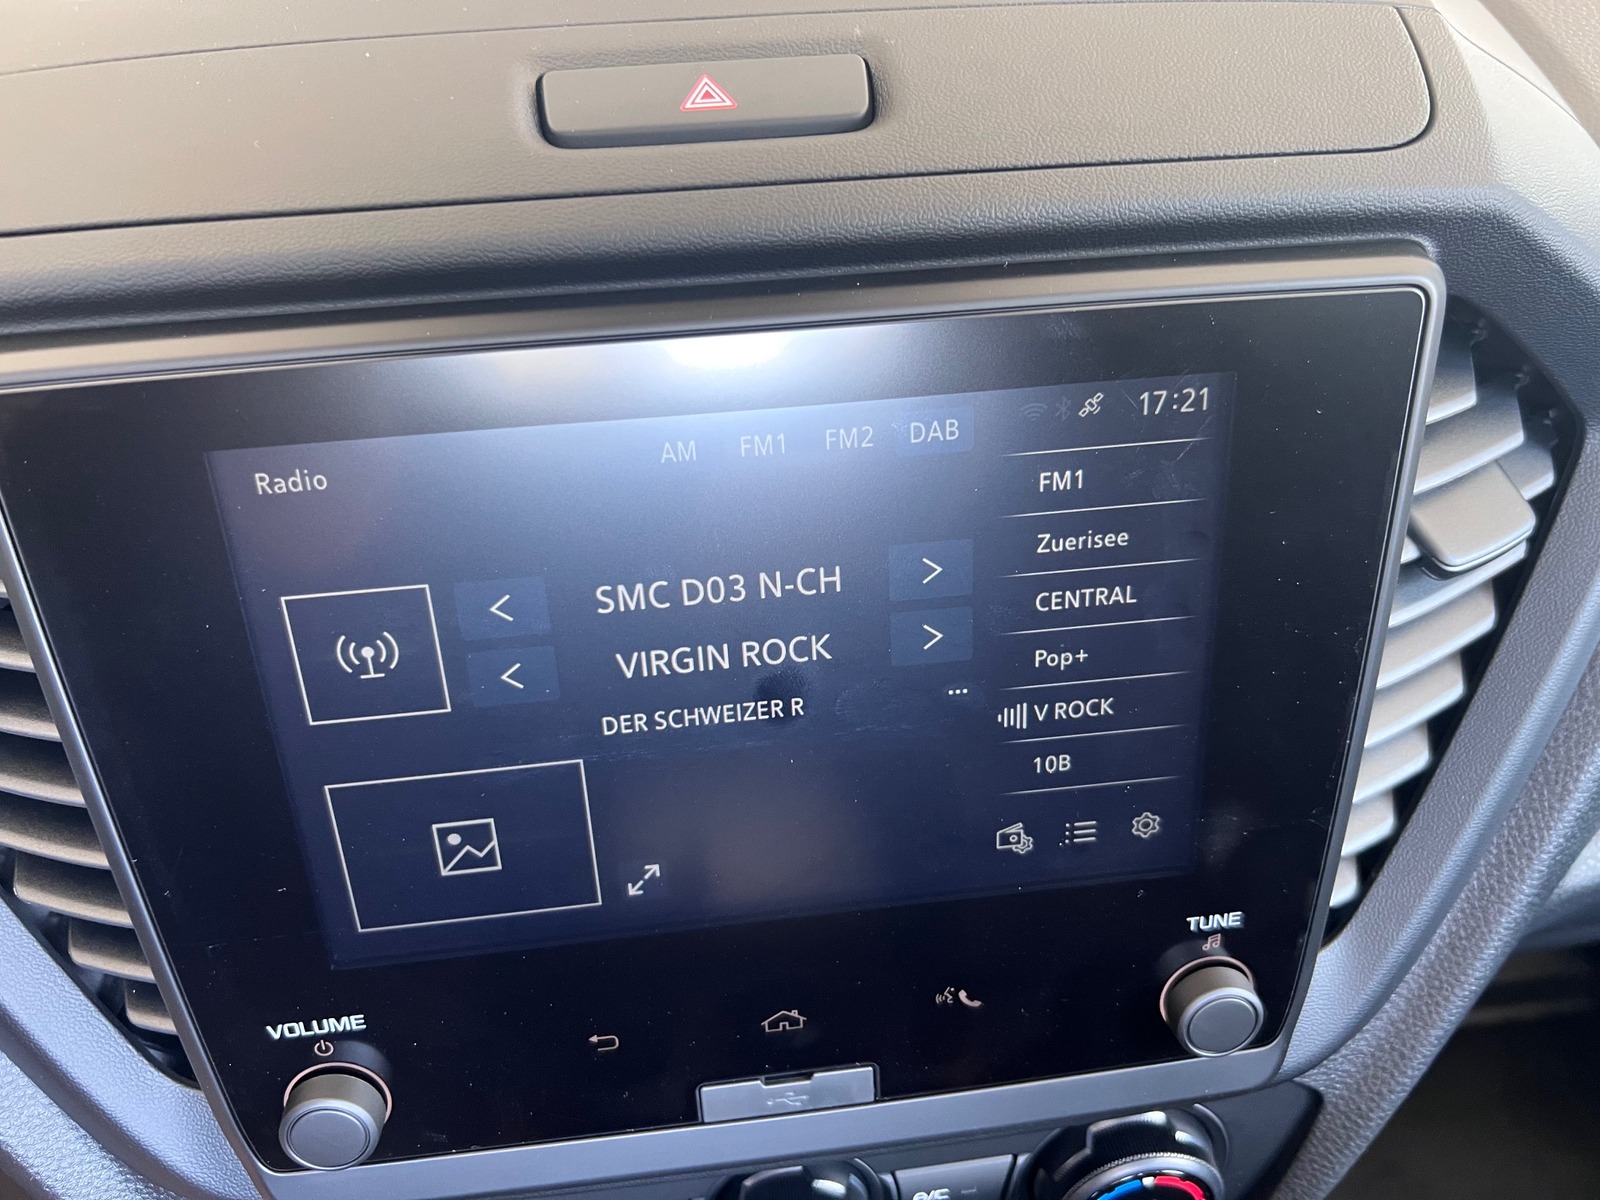 17:21
AM FM1 FM2 DAB
Radio
FM1
Zuerisee
CENTRAL
Pop+
V ROCK
10B
SMC D03 N-CH
VIRGIN ROCK
DER SCHWEIZER R
...
TUNE
VOLUME